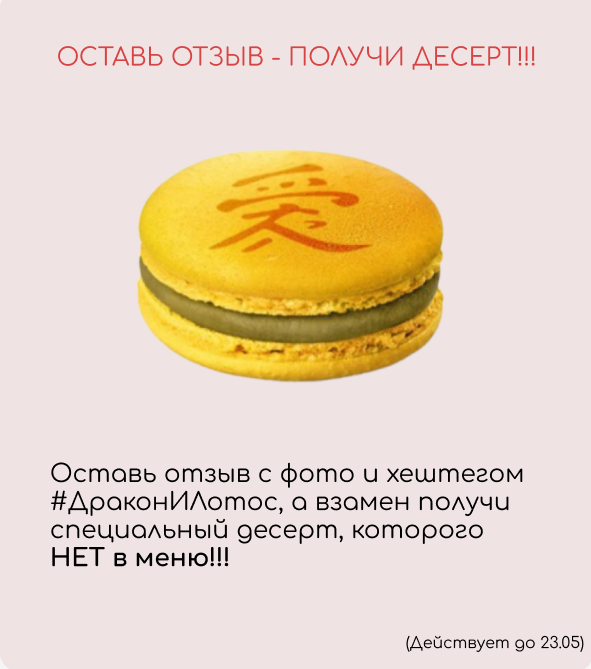 ОСТАВЬ ОТЗЫВ - ПОЛУЧИ ДЕСЕРТ!!!
愛
Оставь отзыв с фото и хештегом
#ДраконИЛотос, а взамен получи
специальный десерт, которого
НЕТ в меню!!!
(Действует до 23.05)